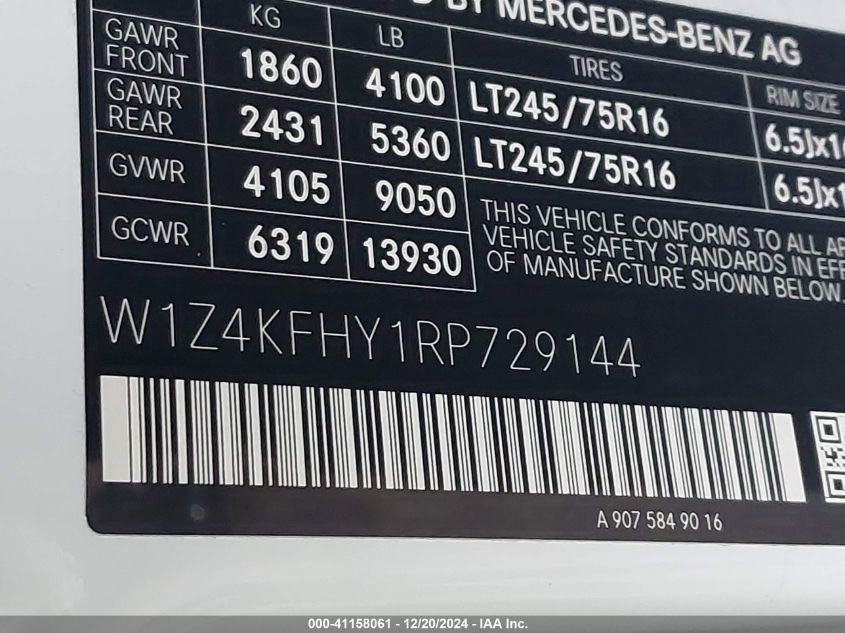 BY MERCEDES-BENZ AG
KG LB TIRES RIM SIZE
GAWR FRONT 1860 4100 LT245/75R16
GAWR REAR 2431 5360 LT245/75R16
GVWR 4105 9050
GCWR 6319 13930
THIS VEHICLE CONFORMS TO ALL
VEHICLE SAFETY STANDARDS IN
OF MANUFACTURE SHOWN BELOW.
W1Z4KFHY1RP729144
A 907 584 90 16
000-41158061 - 12/20/2024 - IAA Inc.